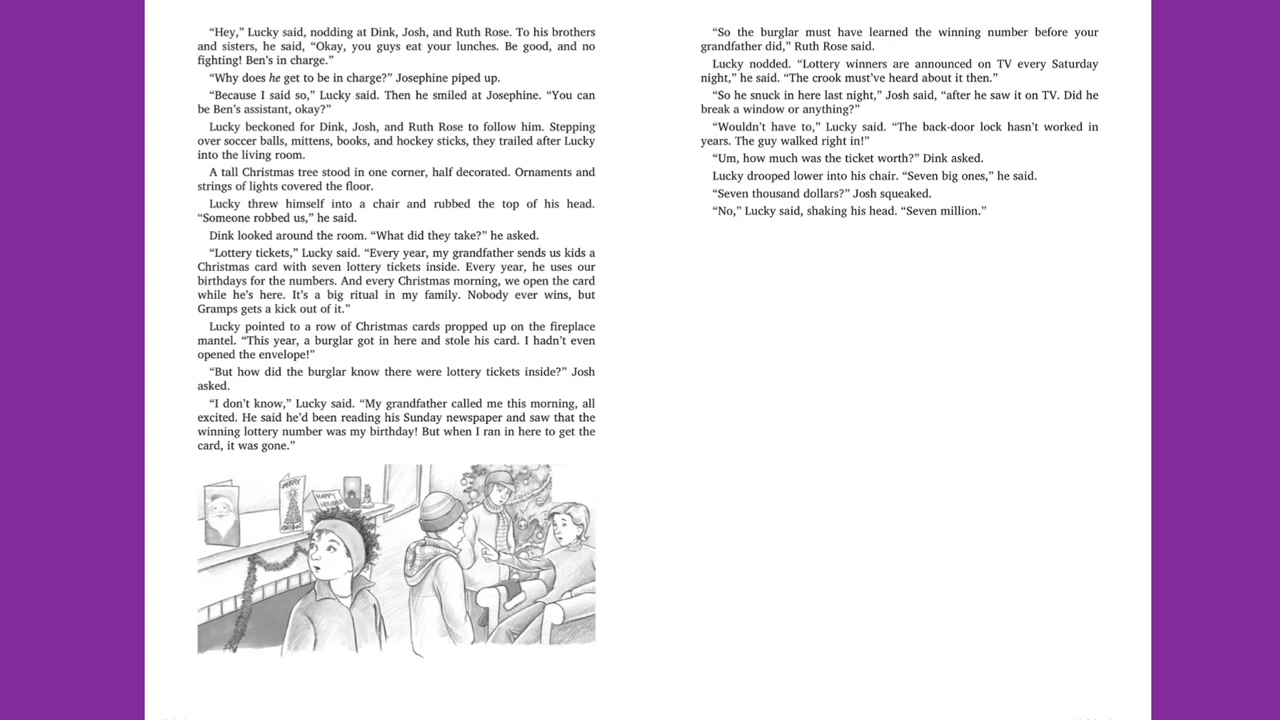 “Hey,” Lucky said, nodding at Dink, Josh, and Ruth Rose. To his brothers
and sisters, he said, “Okay, you guys eat your lunches. Be good, and no
fighting! Ben’s in charge.”
“Why does he get to be in charge?” Josephine piped up.
“Because I said so,” Lucky said. Then he smiled at Josephine. “You can
be Ben’s assistant, okay?”
Lucky beckoned for Dink, Josh, and Ruth Rose to follow him. Stepping
over soccer balls, mittens, books, and hockey sticks, they trailed after Lucky
into the living room.
A tall Christmas tree stood in one corner, half decorated. Ornaments and
strings of lights covered the floor.
Lucky threw himself into a chair and rubbed the top of his head.
“Someone robbed us,” he said.
Dink looked around the room. “What did they take?” he asked.
“Lottery tickets,” Lucky said. “Every year, my grandfather sends us kids a
Christmas card with seven lottery tickets inside. Every year, he uses our
birthdays for the numbers. And every Christmas morning, we open the card
while he’s here. It’s a big ritual in my family. Nobody ever wins, but
Gramps gets a kick out of it.”
Lucky pointed to a row of Christmas cards propped up on the fireplace
mantel. “This year, a burglar got in here and stole his card. I hadn’t even
opened the envelope!”
“But how did the burglar know there were lottery tickets inside?” Josh
asked.
“I don’t know,” Lucky said. “My grandfather called me this morning, all
excited. He said he’d been reading his Sunday newspaper and saw that the
winning lottery number was my birthday! But when I ran in here to get the
card, it was gone.”
MERRY
HAPPY
HOLIDAYS
“So the burglar must have learned the winning number before your
grandfather did,” Ruth Rose said.
Lucky nodded. “Lottery winners are announced on TV every Saturday
night,” he said. “The crook must’ve heard about it then.”
“So he snuck in here last night,” Josh said, “after he saw it on TV. Did he
break a window or anything?”
“Wouldn’t have to,” Lucky said. “The back-door lock hasn’t worked in
years. The guy walked right in!”
“Um, how much was the ticket worth?” Dink asked.
Lucky drooped lower into his chair. “Seven big ones,” he said.
“Seven thousand dollars?” Josh squeaked.
“No,” Lucky said, shaking his head. “Seven million.”